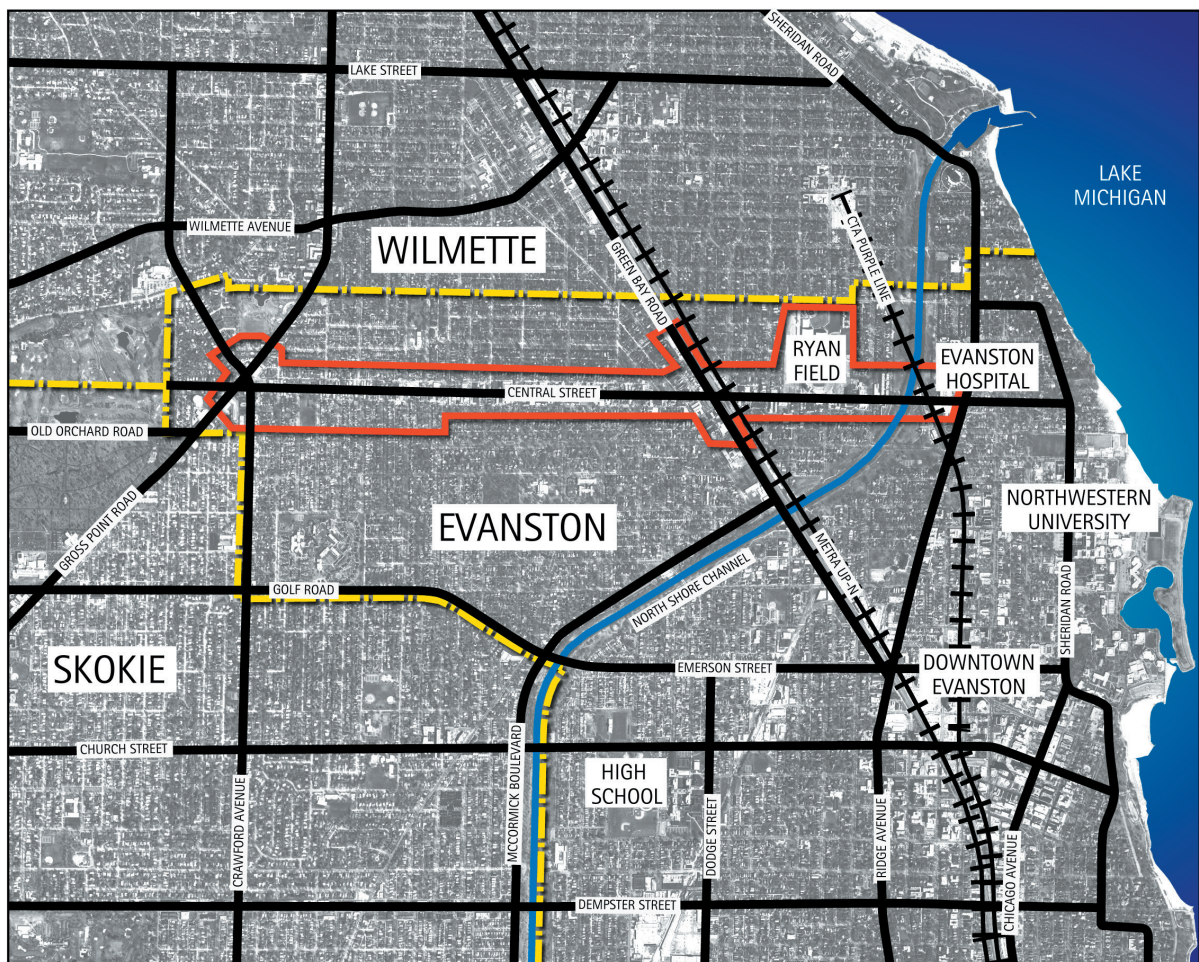 SHERIDAN ROAD
LAKE STREET
LAKE
MICHIGAN
WILMETTE AVENUE
WILMETTE
GREEN BAY ROAD
CTA PURPLE LINE
RYAN
FIELD
EVANSTON
HOSPITAL
CENTRAL STREET
OLD ORCHARD ROAD
GROSS POINT ROAD
EVANSTON
NORTHWESTERN
UNIVERSITY
METRA UP-N
NORTH SHORE CHANNEL
GOLF ROAD
SHERIDAN ROAD
SKOKIE
EMERSON STREET
DOWNTOWN
EVANSTON
CHURCH STREET
HIGH
SCHOOL
CRAWFORD AVENUE
MCCORMICK BOULEVARD
DODGE STREET
RIDGE AVENUE
CHICAGO AVENUE
DEMPSTER STREET